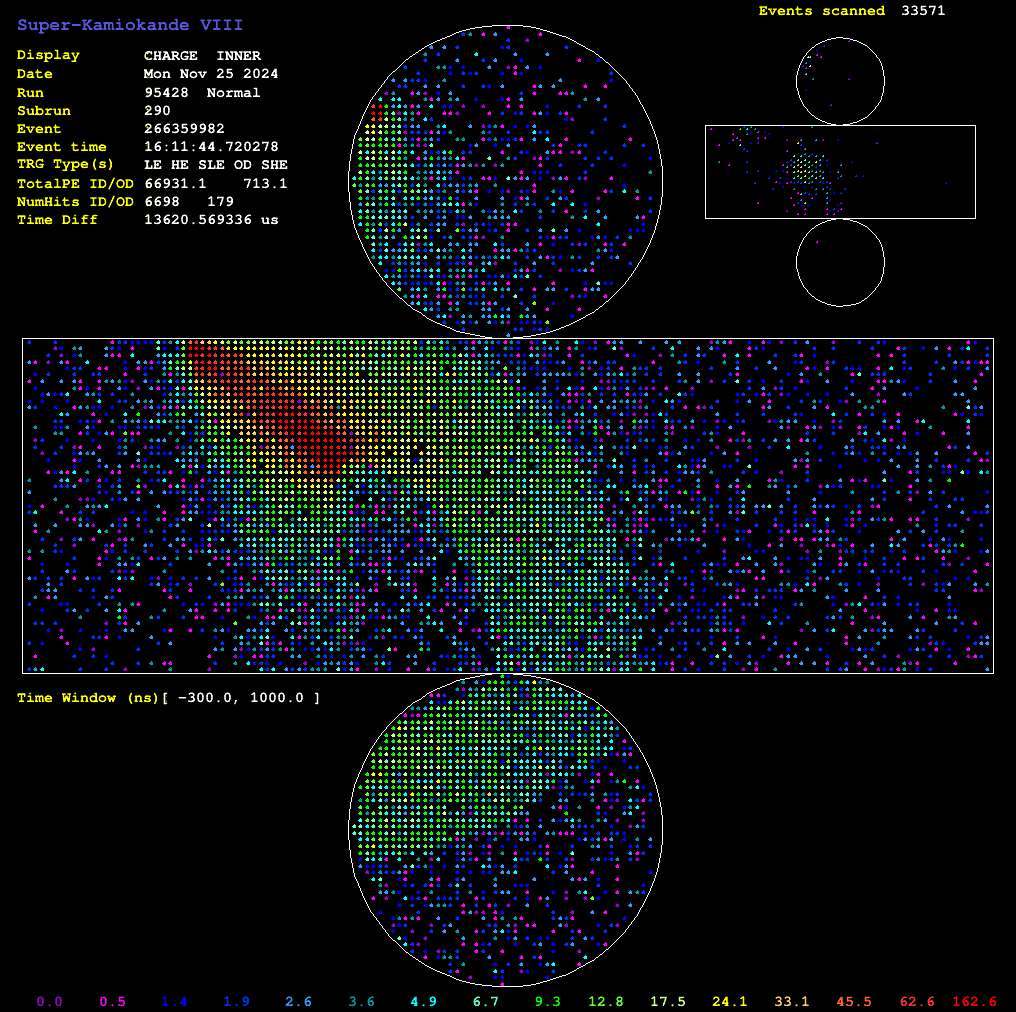 Super-Kamiokande VIII
Events scanned 33571
Display CHARGE INNER
Date Mon Nov 25 2024
Run 95428 Normal
Subrun 290
Event 266359982
Event time 16:11:44.720278
TRG Type(s) LE HE SLE OD SHE
TotalPE ID/OD 66931.1 713.1
NumHits ID/OD 6698 179
Time Diff 13620.569336 us
Time Window (ns)[ -300.0, 1000.0 ]
0.0 0.5 1.4 1.9 2.6 3.6 4.9 6.7 9.3 12.8 17.5 24.1 33.1 45.5 62.6 162.6